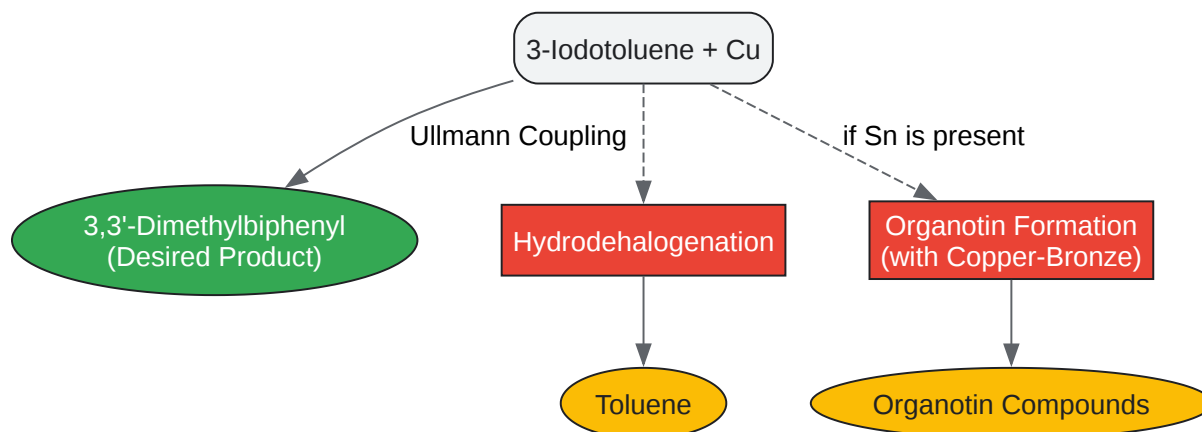 3-Iodotoluene + Cu
Ullmann Coupling
if Sn is present
3,3'-Dimethylbiphenyl
(Desired Product)
Hydrodehalogenation
Organotin Formation
(with Copper-Bronze)
Toluene
Organotin Compounds